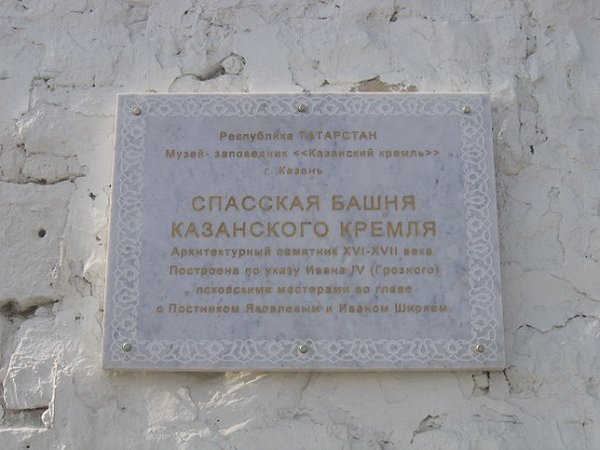 Республика ТАТАРСТАН
Музей- заповедник <<Казанский кремль>>
г. Казань
СПАССКАЯ БАШНЯ
КАЗАНСКОГО КРЕМЛЯ
Архитектурный памятник XVI-XVII века.
Построена по указу Ивана IV (Грозного)
псковскими мастерами во главе
с Постником Яковлевым и Иваном Ширяем.